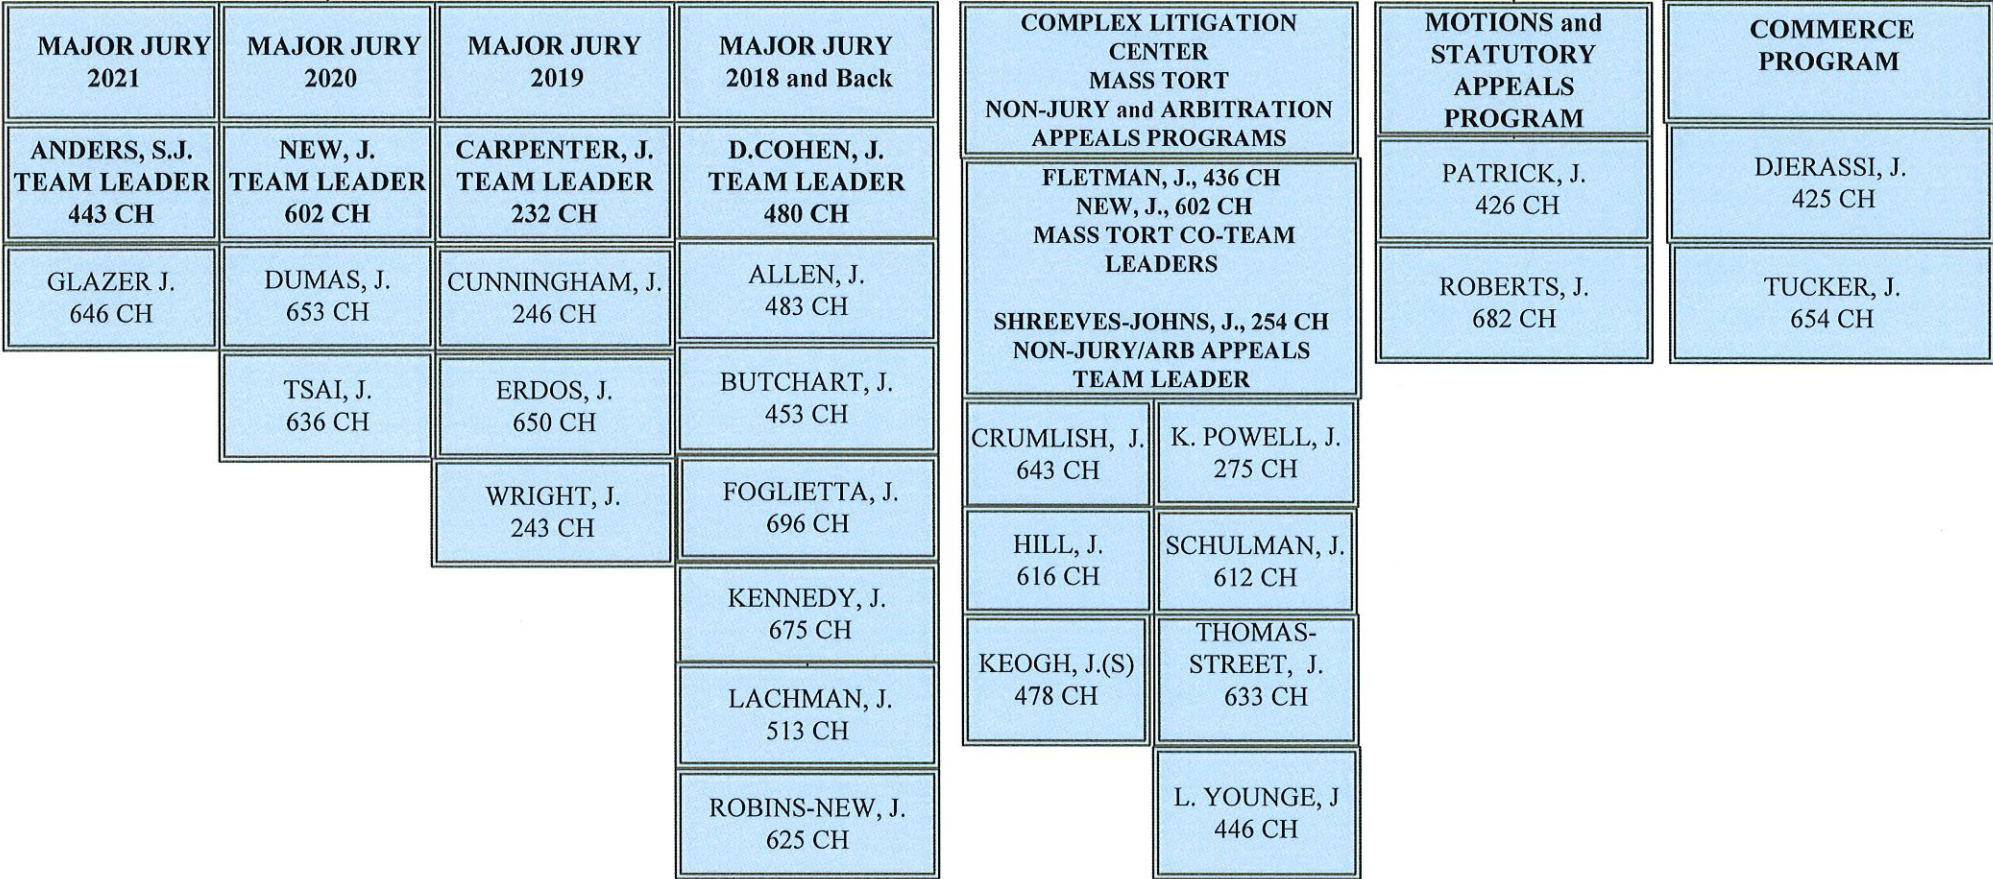 MAJOR JURY
2021
ANDERS, S.J.
TEAM LEADER
443 CH
GLAZER J.
646 CH
MAJOR JURY
2020
NEW, J.
TEAM LEADER
602 CH
DUMAS, J.
653 CH
TSAI, J.
636 CH
MAJOR JURY
2019
CARPENTER, J.
TEAM LEADER
232 CH
CUNNINGHAM, J.
246 CH
ERDOS, J.
650 CH
WRIGHT, J.
243 CH
MAJOR JURY
2018 and Back
D.COHEN, J.
TEAM LEADER
480 CH
ALLEN, J.
483 CH
BUTCHART, J.
453 CH
FOGLIETTA, J.
696 CH
KENNEDY, J.
675 CH
LACHMAN, J.
513 CH
ROBINS-NEW, J.
625 CH
COMPLEX LITIGATION
CENTER
MASS TORT
NON-JURY and ARBITRATION
APPEALS PROGRAMS
FLETMAN, J., 436 CH
NEW, J., 602 CH
MASS TORT CO-TEAM
LEADERS
SHREEVES-JOHNS, J., 254 CH
NON-JURY/ARB APPEALS
TEAM LEADER
CRUMLISH, J.
643 CH
HILL, J.
616 CH
KEOGH, J.(S)
478 CH
K. POWELL, J.
275 CH
SCHULMAN, J.
612 CH
THOMAS-
STREET, J.
633 CH
L. YOUNGE, J
446 CH
MOTIONS and
STATUTORY
APPEALS
PROGRAM
PATRICK, J.
426 CH
ROBERTS, J.
682 CH
COMMERCE
PROGRAM
DJERASSI, J.
425 CH
TUCKER, J.
654 CH